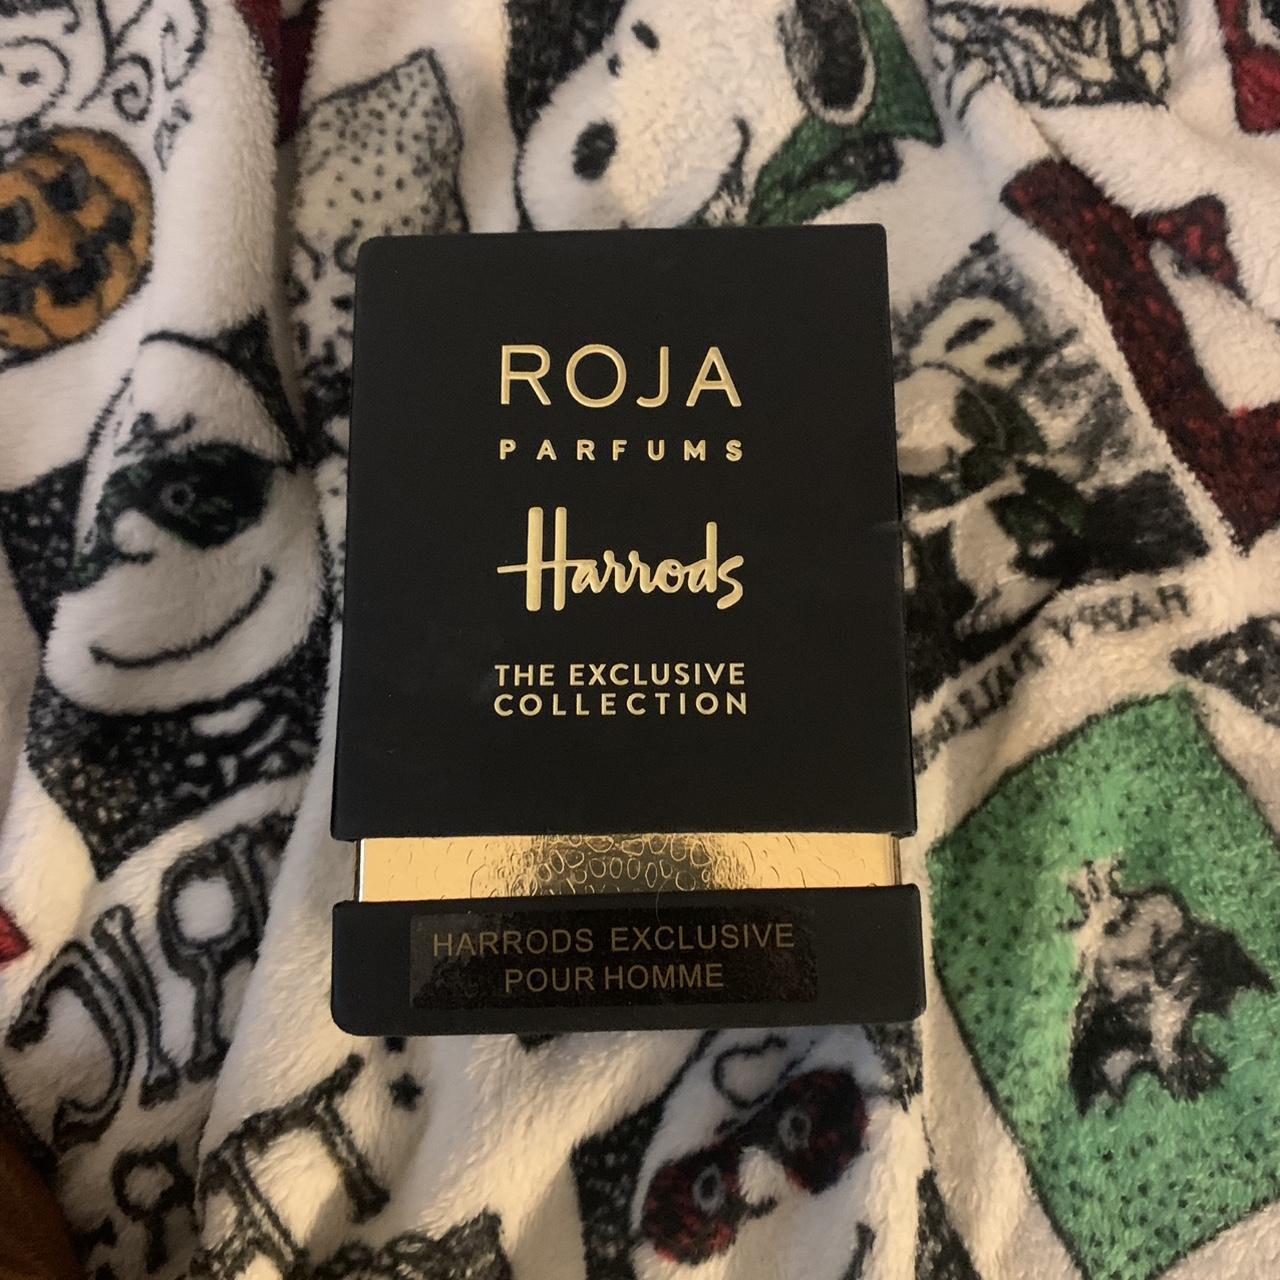 ROJA
PARFUMS
Harrods
THE EXCLUSIVE
COLLECTION
HARRODS EXCLUSIVE
POUR HOMME